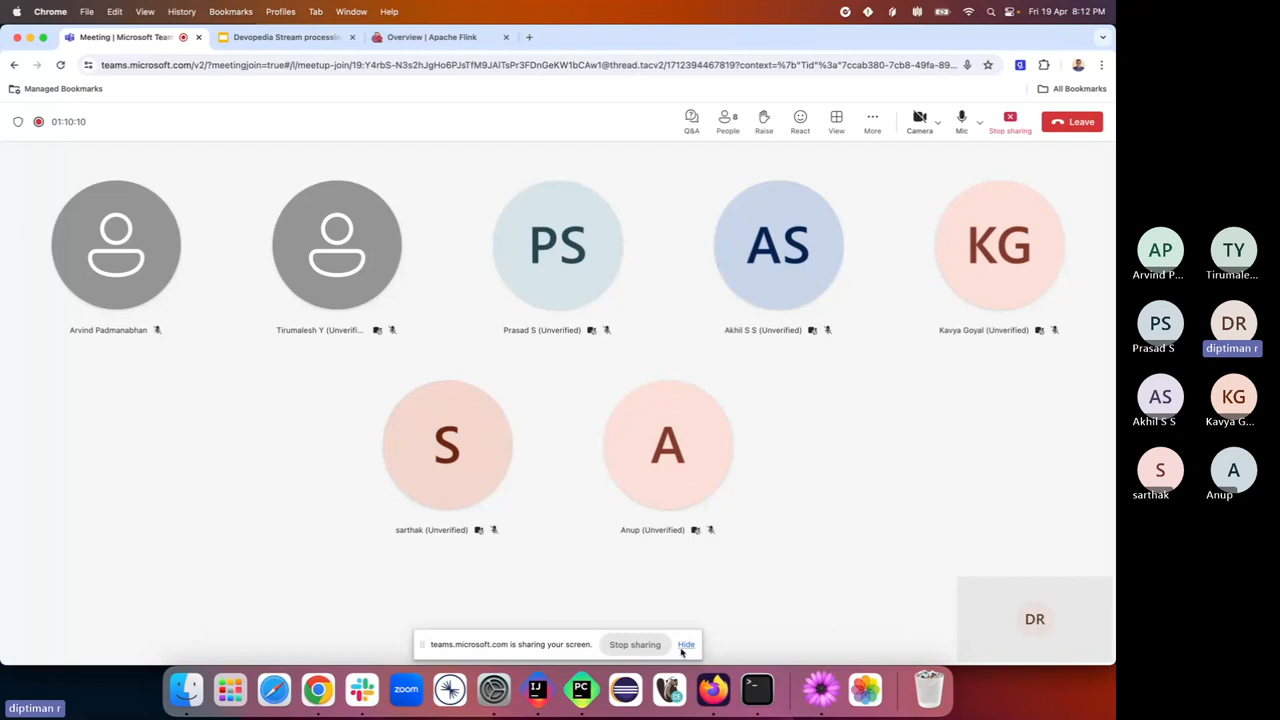 Chrome File Edit View History Bookmarks Profiles Tab Window Help Fri 19 Apr 8:12 PM
Meeting | Microsoft Team Devopedia Stream processin Overview | Apache Flink
teams.microsoft.com/v2/?meetingjoin=true#/l/meetup-join/19:Y4rbS-N3s2hJgHo6PJsTfM9JAlTsPr3FDnGeKW1bCAw1@thread.tacv2/1712394467819?context=%7b"Tid"%3a"7ccab380-7cb8-49fa-89...
Managed Bookmarks All Bookmarks
01:10:10
Q&A
8
People
Raise
React
View
More
Camera
Mic
Stop sharing
Leave
PS
AS
KG
Arvind Padmanabhan
Tirumalesh Y (Unverifi...
Prasad S (Unverified)
Akhil S S (Unverified)
Kavya Goyal (Unverified)
S
A
sarthak (Unverified)
Anup (Unverified)
DR
teams.microsoft.com is sharing your screen. Stop sharing Hide
zoom
IJ
PC
AP
Arvind P...
TY
Tirumale...
PS
Prasad S
DR
diptiman r
AS
Akhil S S
KG
Kavya G...
S
sarthak
A
Anup
diptiman r